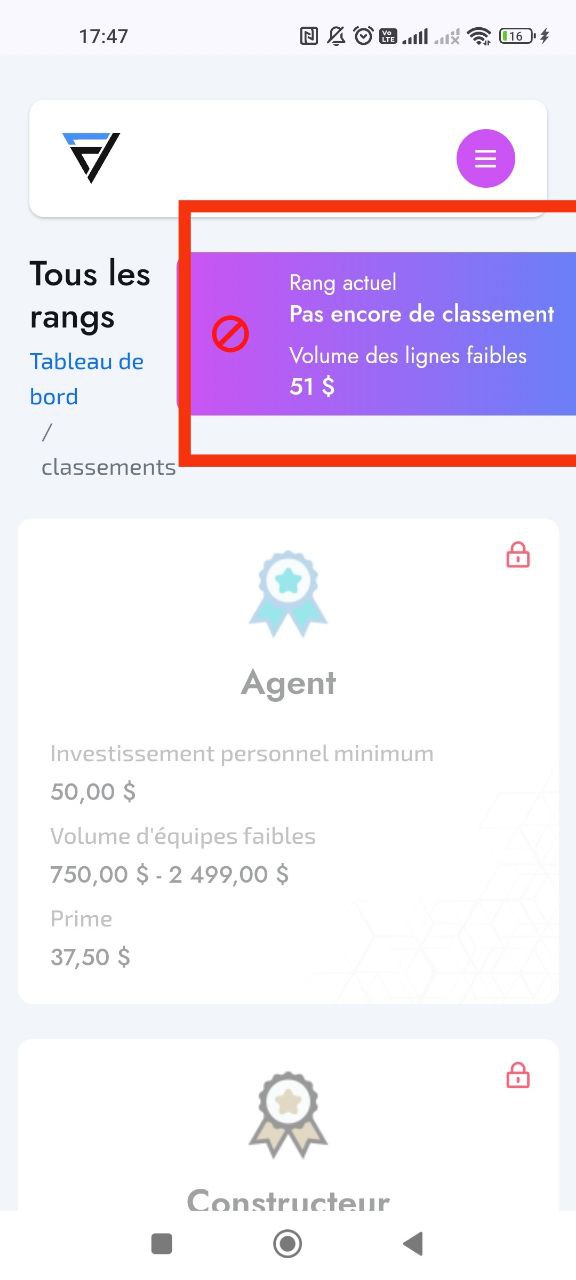 17:47
Vo
LTE
16
Tous les
rangs
Tableau de
bord
/
classements
Rang actuel
Pas encore de classement
Volume des lignes faibles
51 $
Agent
Investissement personnel minimum
50,00 $
Volume d'équipes faibles
750,00 $ - 2 499,00 $
Prime
37,50 $
Constructeur